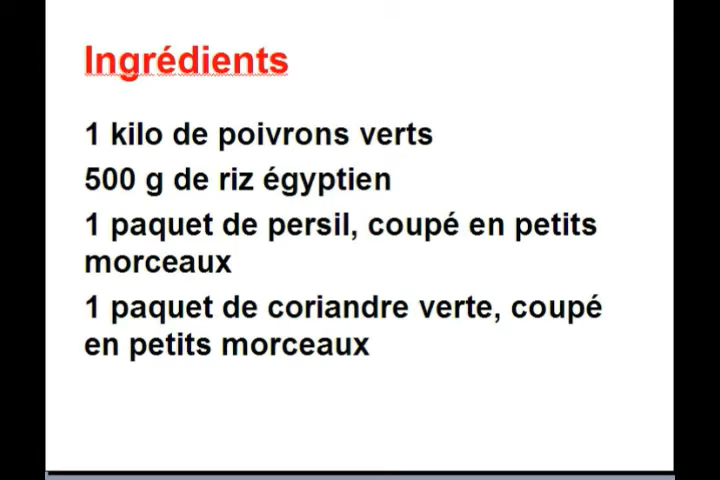 Ingrédients
1 kilo de poivrons verts
500 g de riz égyptien
1 paquet de persil, coupé en petits
morceaux
1 paquet de coriandre verte, coupé
en petits morceaux